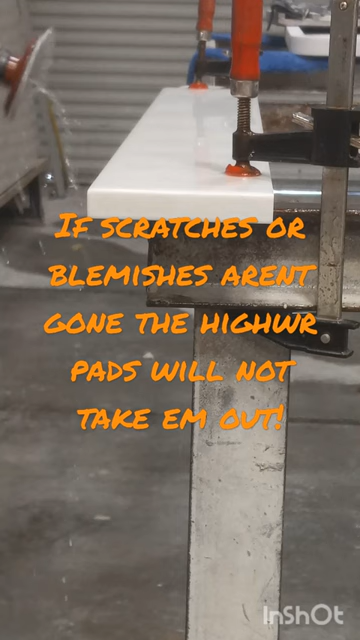 If scratches or
blemishes arent
gone the highwr
pads will not
take em out!
InShOt